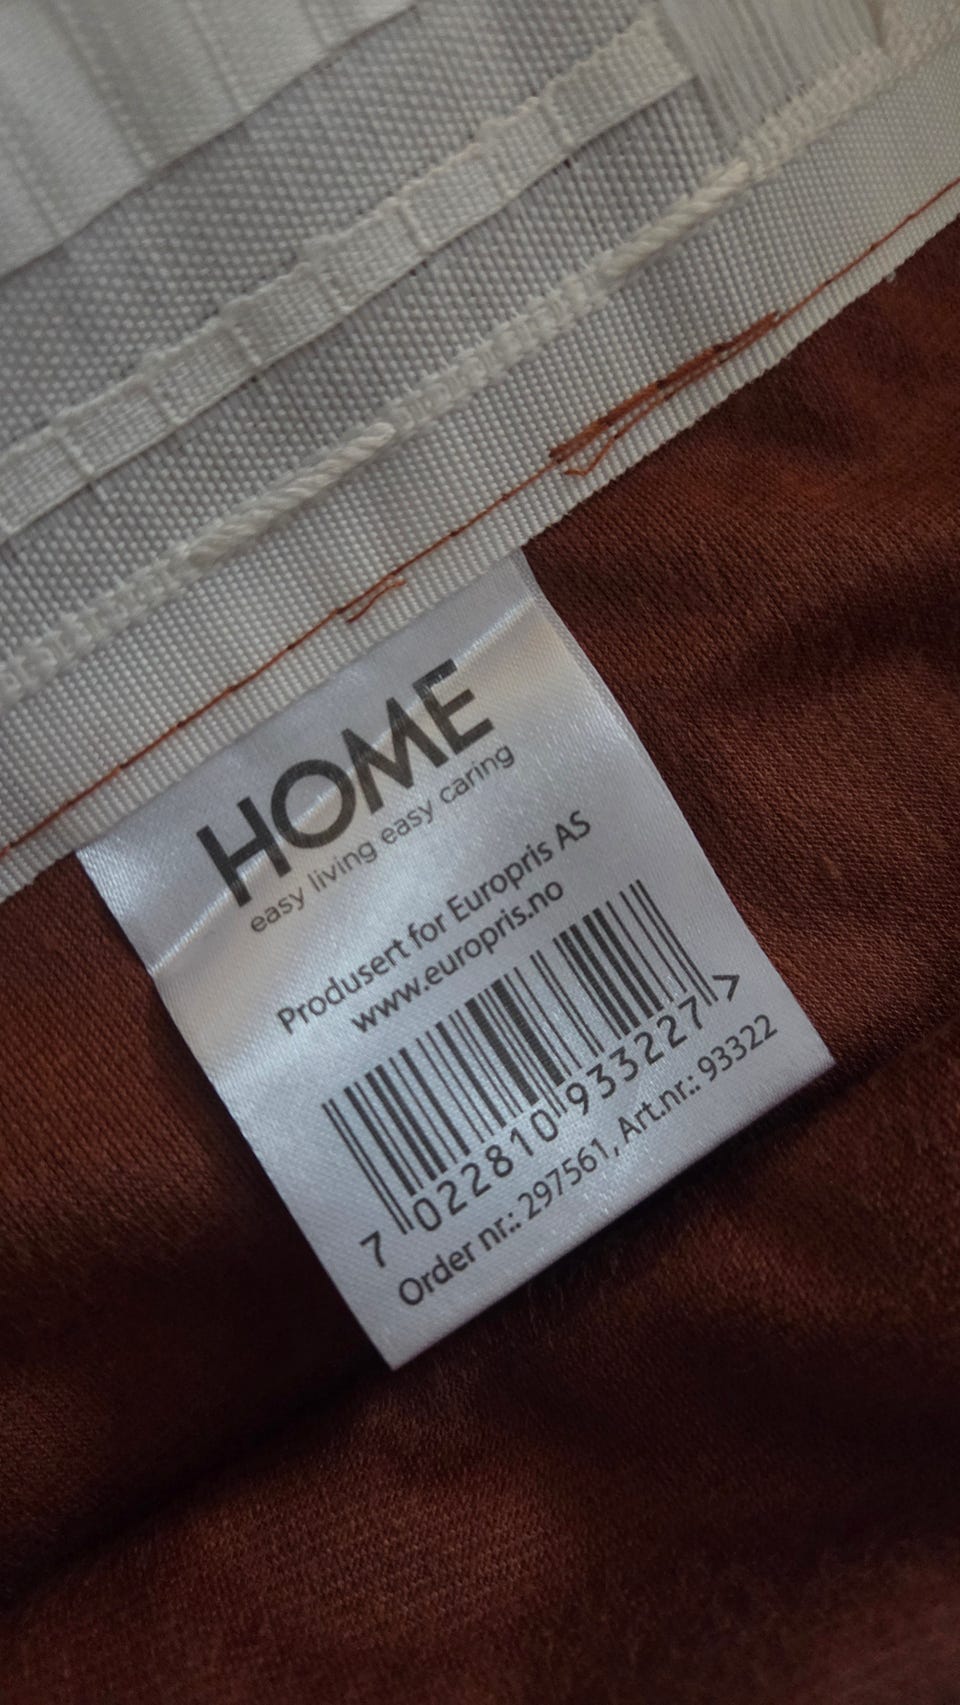 HOME
easy living easy caring
Produsert for Europris AS
www.europris.no
7 022810 933227 >
Order nr.: 297561, Art.nr.: 93322